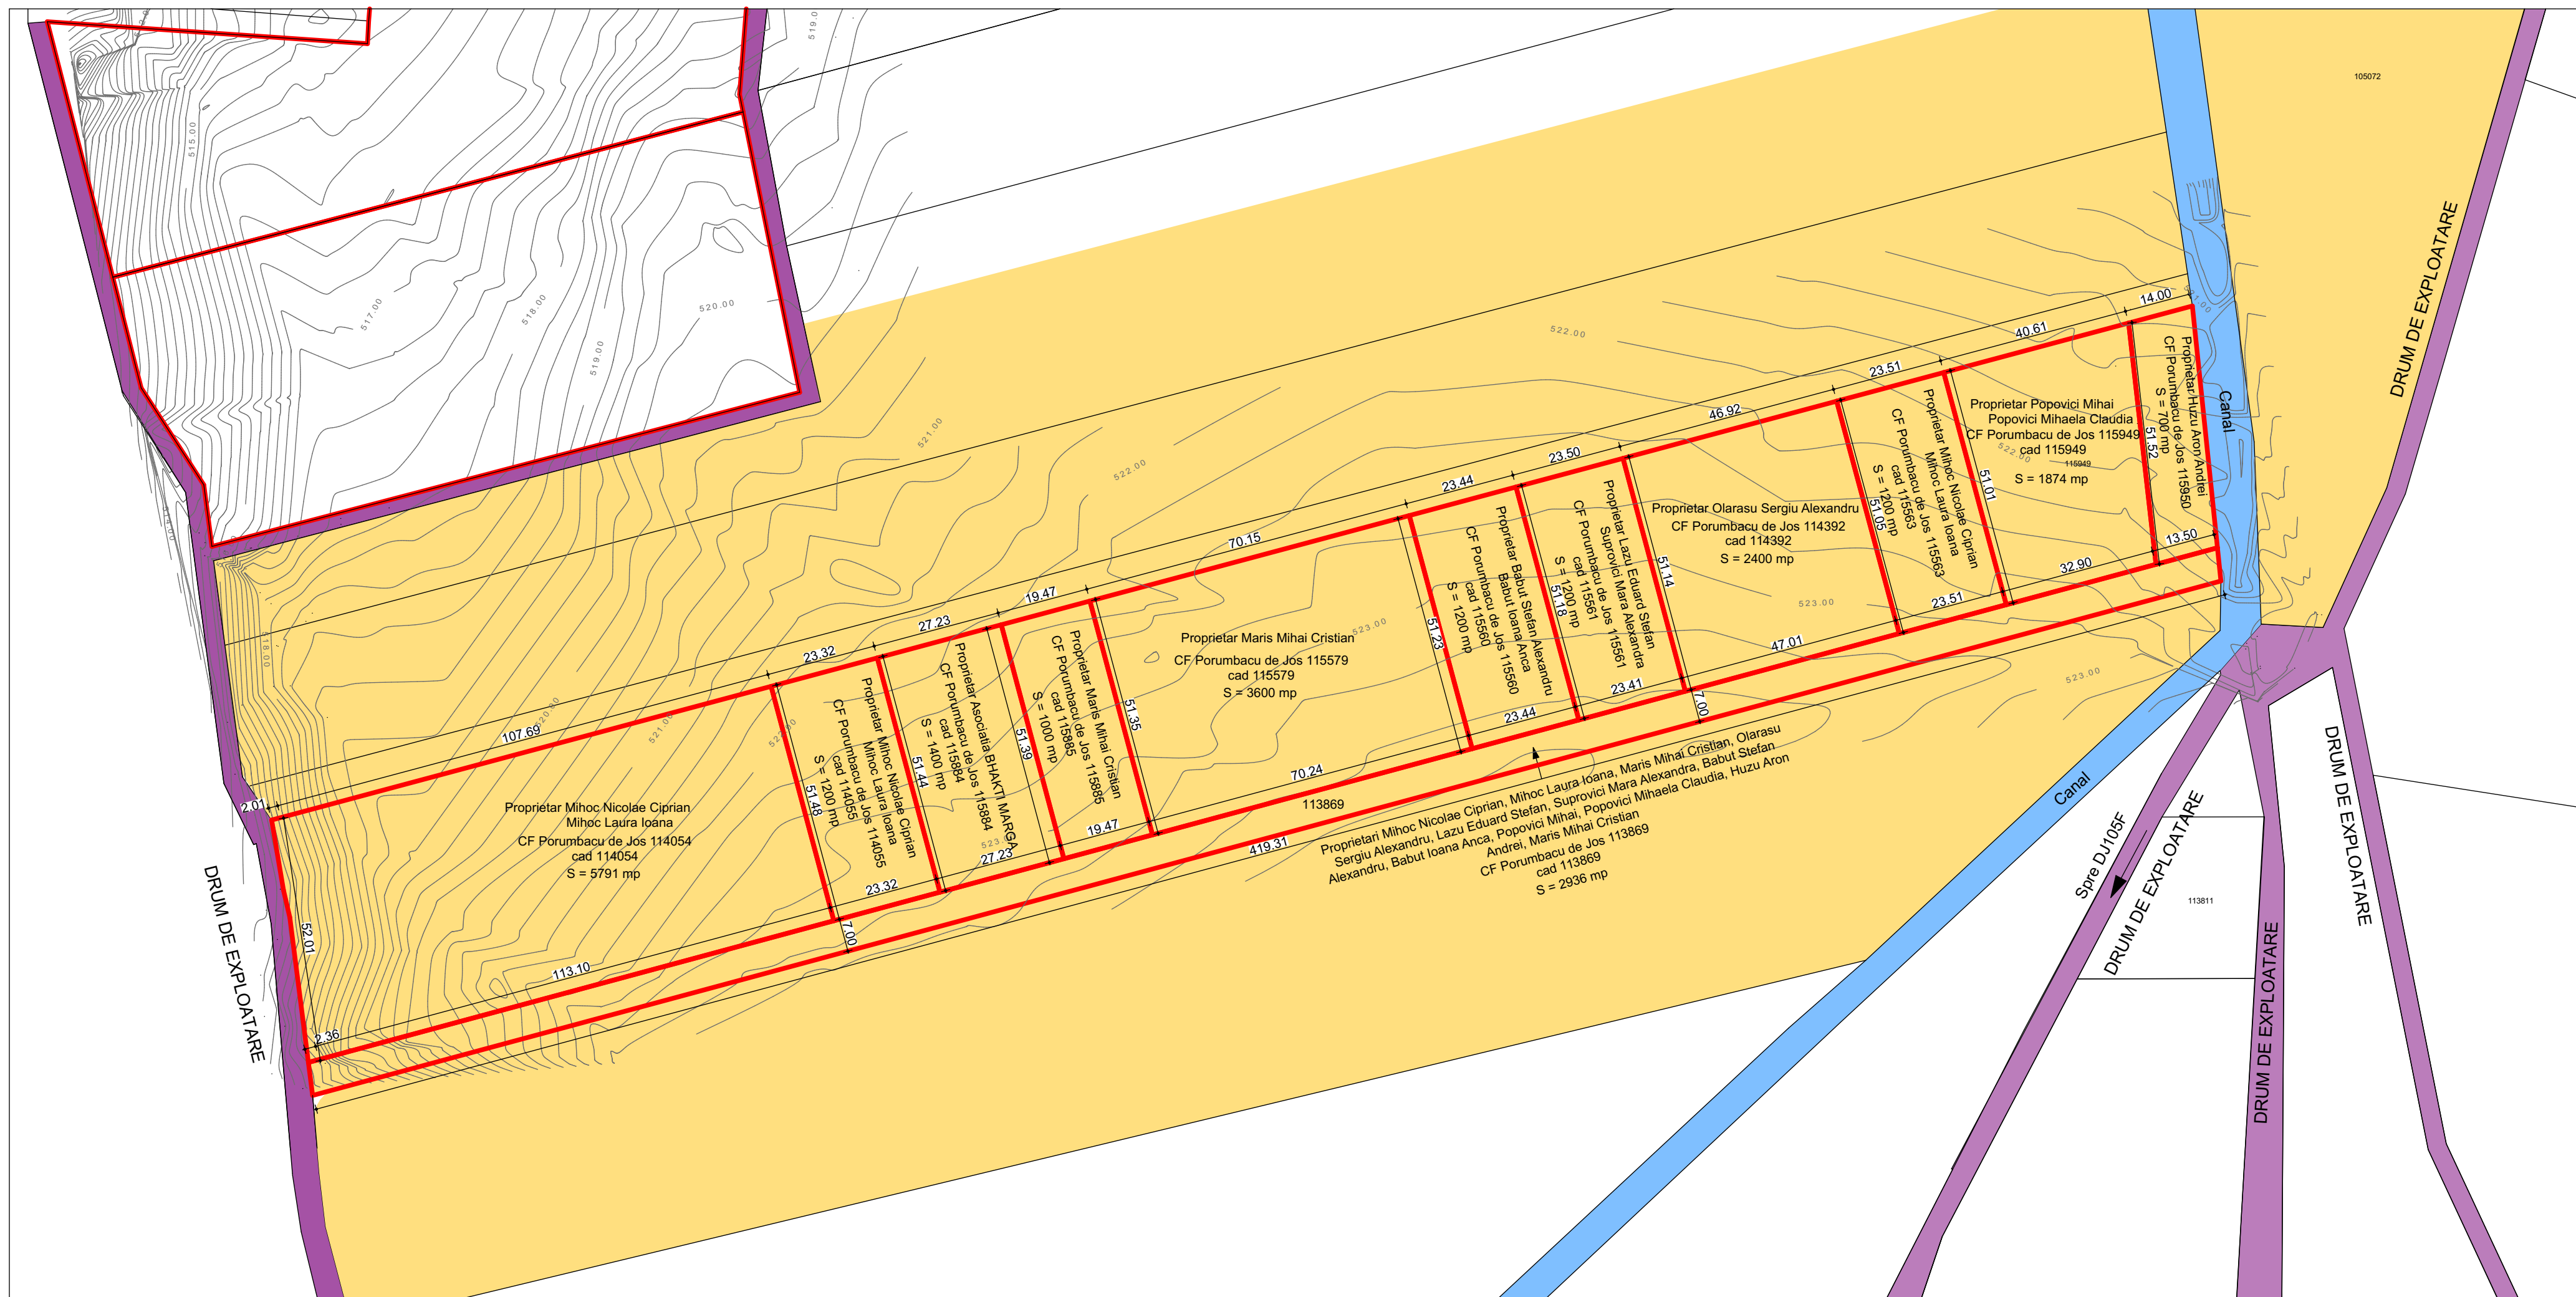 519.00
105072
515.00
517.00
518.00
519.00
520.00
514.00
518.00
DRUM DE EXPLOATARE
14.00
40.61
23.51
46.92
23.50
23.44
70.15
19.47
27.23
23.32
107.69
2.01
522.00
521.00
522.00
Proprietar Huzu Aron Andrei
CF Porumbacu de Jos 115950
S = 700 mp
Canal
Proprietar Popovici Mihai
Popovici Mihaela Claudia
CF Porumbacu de Jos 115949
cad 115949
115949
S = 1874 mp
522.00
51.52
13.50
Proprietar Mihoc Nicolae Ciprian
Mihoc Laura Ioana
CF Porumbacu de Jos 115563
cad 115563
S = 1200 mp
51.01
51.05
32.90
23.51
Proprietar Olarasu Sergiu Alexandru
CF Porumbacu de Jos 114392
cad 114392
S = 2400 mp
523.00
47.01
Proprietar Lazu Eduard Stefan
Suprovici Mara Alexandra
CF Porumbacu de Jos 115561
cad 115561
S = 1200 mp
51.14
51.18
23.41
7.00
Proprietar Babut Stefan Alexandru
Babut Ioana Anca
CF Porumbacu de Jos 115560
cad 115560
S = 1200 mp
51.23
23.44
Proprietar Maris Mihai Cristian
CF Porumbacu de Jos 115579
cad 115579
S = 3600 mp
523.00
51.35
70.24
113869
Proprietar Maris Mihai Cristian
CF Porumbacu de Jos 115885
cad 115885
S = 1000 mp
51.39
19.47
Proprietar Asociatia BHAKTI MARGA
CF Porumbacu de Jos 115884
cad 115884
S = 1400 mp
51.44
27.23
Proprietar Mihoc Nicolae Ciprian
Mihoc Laura Ioana
CF Porumbacu de Jos 114055
cad 114055
S = 1200 mp
51.48
23.32
7.00
520.00
521.00
Proprietar Mihoc Nicolae Ciprian
Mihoc Laura Ioana
CF Porumbacu de Jos 114054
cad 114054
S = 5791 mp
52.01
113.10
2.36
419.31
Proprietari Mihoc Nicolae Ciprian, Mihoc Laura Ioana, Maris Mihai Cristian, Olarasu
Sergiu Alexandru, Lazu Eduard Stefan, Suprovici Mara Alexandra, Babut Stefan
Alexandru, Babut Ioana Anca, Popovici Mihai, Popovici Mihaela Claudia, Huzu Aron
Andrei, Maris Mihai Cristian
CF Porumbacu de Jos 113869
cad 113869
S = 2936 mp
523.00
Canal
Spre DJ105F
DRUM DE EXPLOATARE
113811
DRUM DE EXPLOATARE
DRUM DE EXPLOATARE
DRUM DE EXPLOATARE